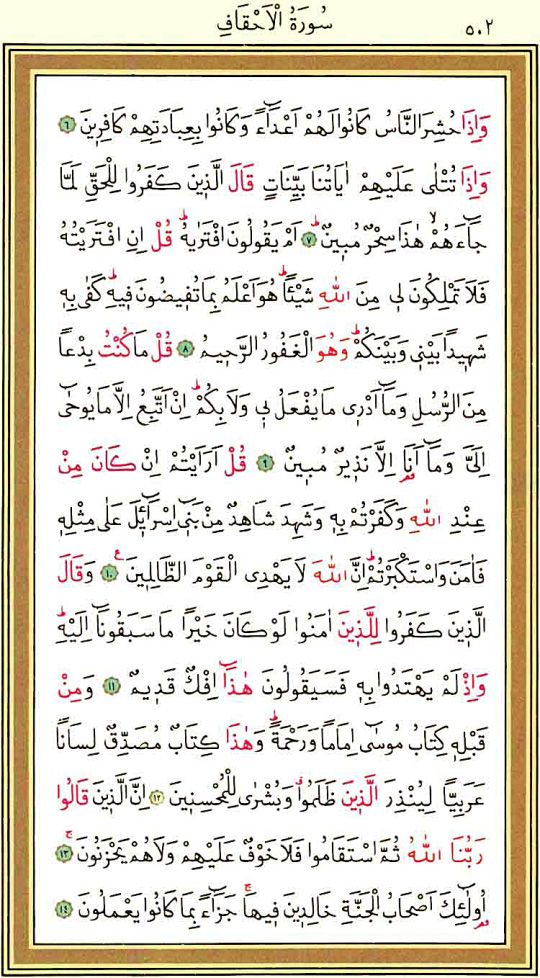 ٥٠٢ سُورَةُ الْاَحْقَافِ
وَاِذَا حُشِرَ النَّاسُ كَانُوا لَهُمْ اَعْدَٓاءً وَكَانُوا بِعِبَادَتِهِمْ كَافِرٖينَ ﴿٦﴾
وَاِذَا تُتْلٰى عَلَيْهِمْ اٰيَاتُنَا بَيِّنَاتٍ قَالَ الَّذٖينَ كَفَرُوا لِلْحَقِّ لَمَّا
جَٓاءَهُمْۙ هٰذَا سِحْرٌ مُبٖينٌۜ ﴿٧﴾ اَمْ يَقُولُونَ افْتَرٰيهُۜ قُلْ اِنِ افْتَرَيْتُهُ
فَلَا تَمْلِكُونَ لٖى مِنَ اللّٰهِ شَيْـًٔاۜ هُوَ اَعْلَمُ بِمَا تُفٖيضُونَ فٖيهِۜ كَفٰى بِهٖ
شَهٖيدًا بَيْنٖى وَبَيْنَكُمْۜ وَهُوَ الْغَفُورُ الرَّحٖيمُ ﴿٨﴾ قُلْ مَا كُنْتُ بِدْعًا
مِنَ الرُّسُلِ وَمَٓا اَدْرٖى مَا يُفْعَلُ بٖى وَلَا بِكُمْۜ اِنْ اَتَّبِعُ اِلَّا مَا يُوحٰٓى
اِلَىَّ وَمَٓا اَنَا۬ اِلَّا نَذٖيرٌ مُبٖينٌ ﴿٩﴾ قُلْ اَرَاَيْتُمْ اِنْ كَانَ مِنْ
عِنْدِ اللّٰهِ وَكَفَرْتُمْ بِهٖ وَشَهِدَ شَاهِدٌ مِنْ بَنٖٓى اِسْرَٓائٖلَ عَلٰى مِثْلِهٖ
فَاٰمَنَ وَاسْتَكْبَرْتُمْۜ اِنَّ اللّٰهَ لَا يَهْدِى الْقَوْمَ الظَّالِمٖينَࣖ ﴿١٠﴾ وَقَالَ
الَّذٖينَ كَفَرُوا لِلَّذٖينَ اٰمَنُوا لَوْ كَانَ خَيْرًا مَا سَبَقُونَٓا اِلَيْهِۜ
وَاِذْ لَمْ يَهْتَدُوا بِهٖ فَسَيَقُولُونَ هٰذَٓا اِفْكٌ قَدٖيمٌ ﴿١١﴾ وَمِنْ
قَبْلِهٖ كِتَابُ مُوسٰٓى اِمَامًا وَرَحْمَةًۜ وَهٰذَا كِتَابٌ مُصَدِّقٌ لِسَانًا
عَرَبِيًّا لِيُنْذِرَ الَّذٖينَ ظَلَمُواۗ وَبُشْرٰى لِلْمُحْسِنٖينَ ﴿١٢﴾ اِنَّ الَّذٖينَ قَالُوا
رَبُّنَا اللّٰهُ ثُمَّ اسْتَقَامُوا فَلَا خَوْفٌ عَلَيْهِمْ وَلَا هُمْ يَحْزَنُونَۚ ﴿١٣﴾
اُو۬لٰٓئِكَ اَصْحَابُ الْجَنَّةِ خَالِدٖينَ فٖيهَاۚ جَزَٓاءً بِمَا كَانُوا يَعْمَلُونَ ﴿١٤﴾